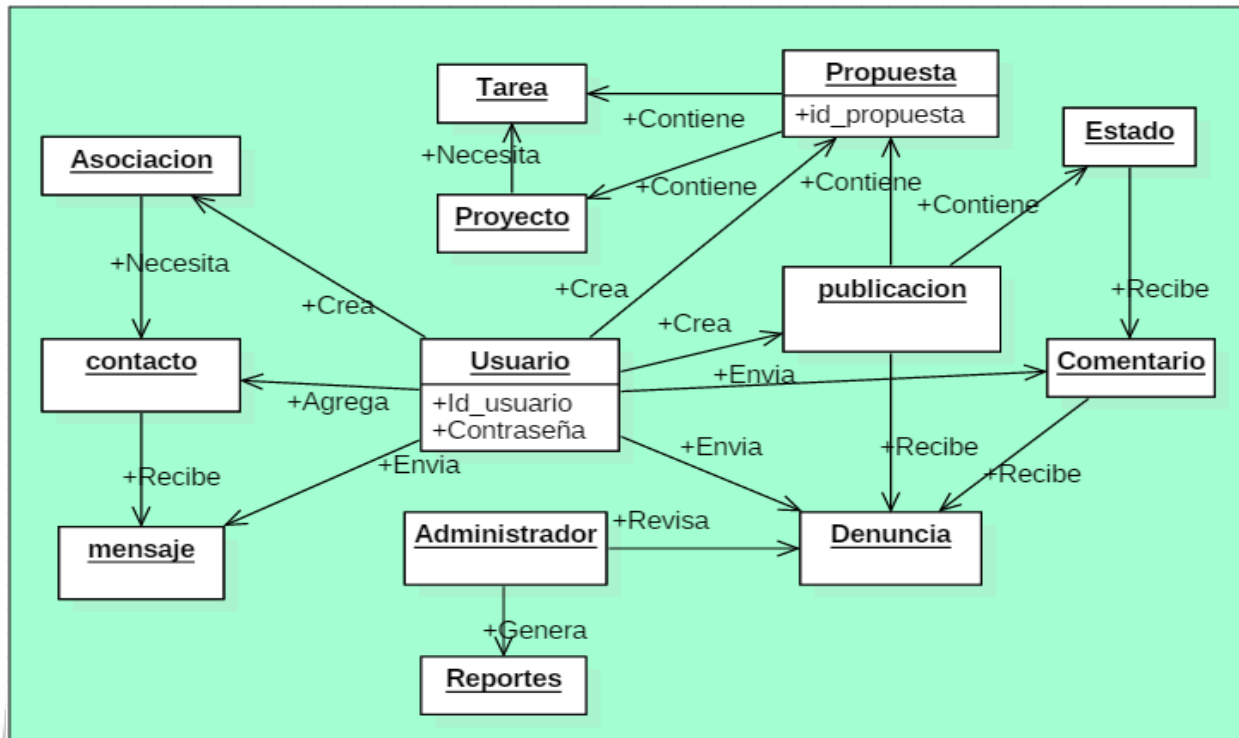 Propuesta
+id_propuesta
Tarea
+Contiene
Estado
+Necesita
Asociacion
+Contiene
+Contiene
Proyecto
+Contiene
+Necesita
+Crea
publicacion
+Recibe
+Crea
+Crea
contacto
Usuario
Comentario
+Envia
+Agrega
+Id_usuario
+Contraseña
+Envia
+Envia
+Recibe
+Recibe
+Recibe
+Revisa
Administrador
Denuncia
mensaje
+Genera
Reportes